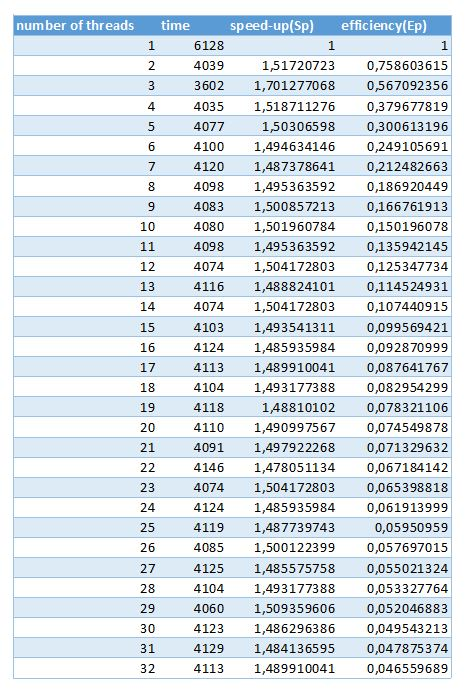 number of threads time speed-up(Sp) efficiency(Ep)
1 6128 1 1
2 4039 1,51720723 0,758603615
3 3602 1,701277068 0,567092356
4 4035 1,518711276 0,379677819
5 4077 1,50306598 0,300613196
6 4100 1,494634146 0,249105691
7 4120 1,487378641 0,212482663
8 4098 1,495363592 0,186920449
9 4083 1,500857213 0,166761913
10 4080 1,501960784 0,150196078
11 4098 1,495363592 0,135942145
12 4074 1,504172803 0,125347734
13 4116 1,488824101 0,114524931
14 4074 1,504172803 0,107440915
15 4103 1,493541311 0,099569421
16 4124 1,485935984 0,092870999
17 4113 1,489910041 0,087641767
18 4104 1,493177388 0,082954299
19 4118 1,48810102 0,078321106
20 4110 1,490997567 0,074549878
21 4091 1,497922268 0,071329632
22 4146 1,478051134 0,067184142
23 4074 1,504172803 0,065398818
24 4124 1,485935984 0,061913999
25 4119 1,487739743 0,05950959
26 4085 1,500122399 0,057697015
27 4125 1,485575758 0,055021324
28 4104 1,493177388 0,053327764
29 4060 1,509359606 0,052046883
30 4123 1,486296386 0,049543213
31 4129 1,484136595 0,047875374
32 4113 1,489910041 0,046559689